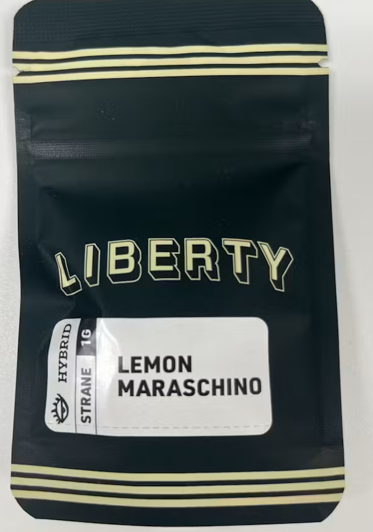 LIBERTY
HYBRID
STRANE 1G
LEMON
MARASCHINO